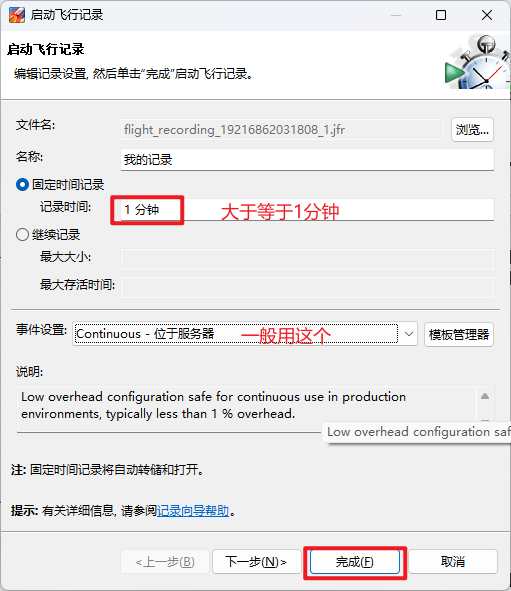 启动飞行记录
启动飞行记录
编辑记录设置, 然后单击“完成”启动飞行记录。
文件名:
flight_recording_19216862031808_1.jfr
浏览...
名称:
我的记录
固定时间记录
记录时间:
1 分钟
大于等于1分钟
继续记录
最大大小:
最大存活时间:
事件设置:
Continuous - 位于服务器
一般用这个
模板管理器
说明:
Low overhead configuration safe for continuous use in production
environments, typically less than 1 % overhead.
Low overhead configuration saf
注: 固定时间记录将自动转储和打开。
提示: 有关详细信息, 请参阅记录向导帮助。
<上一步(B)
下一步(N)>
完成(F)
取消